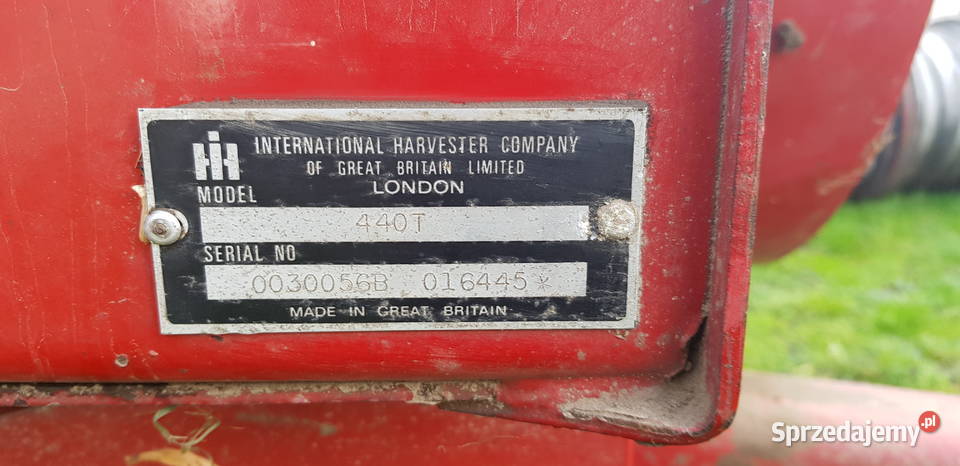 IH INTERNATIONAL HARVESTER COMPANY
OF GREAT BRITAIN LIMITED
LONDON
MODEL
440T
SERIAL NO
0030056B 016445*
MADE IN GREAT BRITAIN
Sprzedajemy.pl